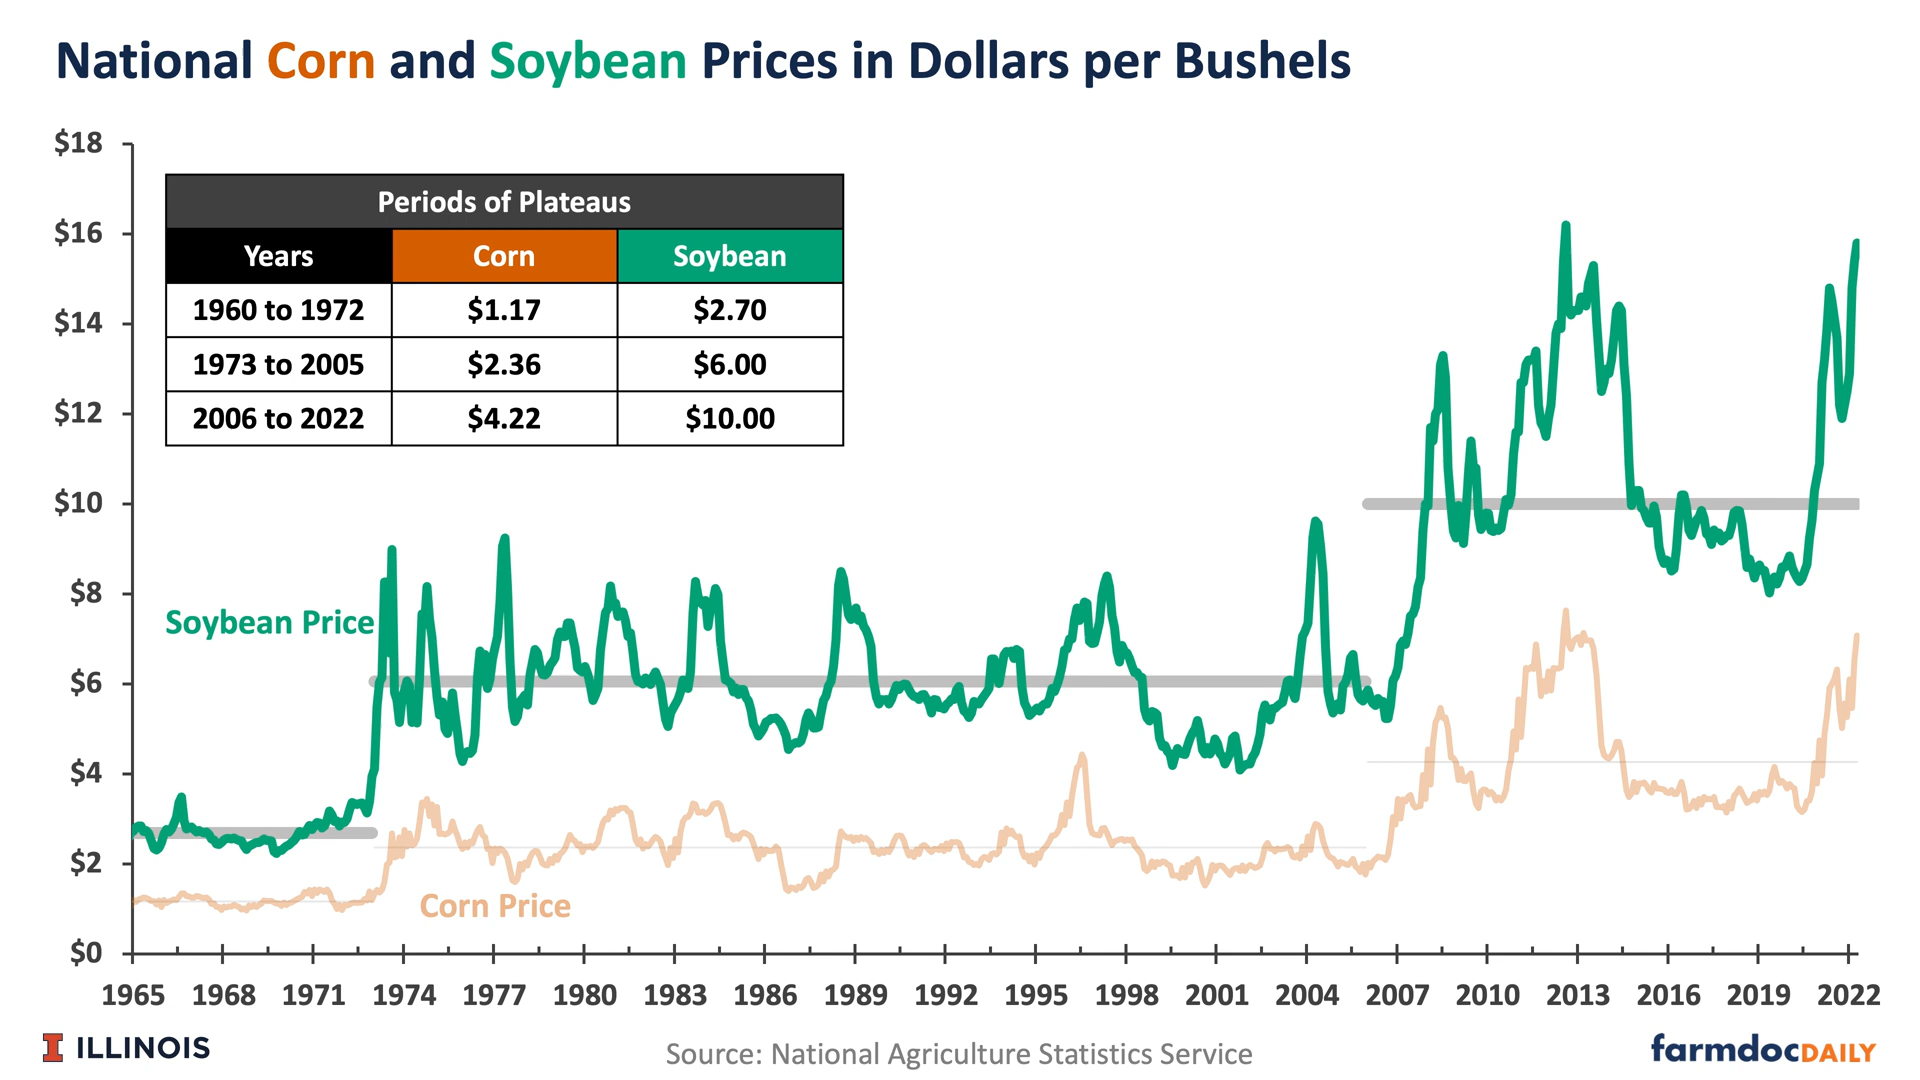 National Corn and Soybean Prices in Dollars per Bushels
$18
$16
$14
$12
$10
$8
$6
$4
$2
$0
Periods of Plateaus
Years Corn Soybean
1960 to 1972 $1.17 $2.70
1973 to 2005 $2.36 $6.00
2006 to 2022 $4.22 $10.00
Soybean Price
Corn Price
1965 1968 1971 1974 1977 1980 1983 1986 1989 1992 1995 1998 2001 2004 2007 2010 2013 2016 2019 2022
I ILLINOIS
Source: National Agriculture Statistics Service
farmdocDAILY